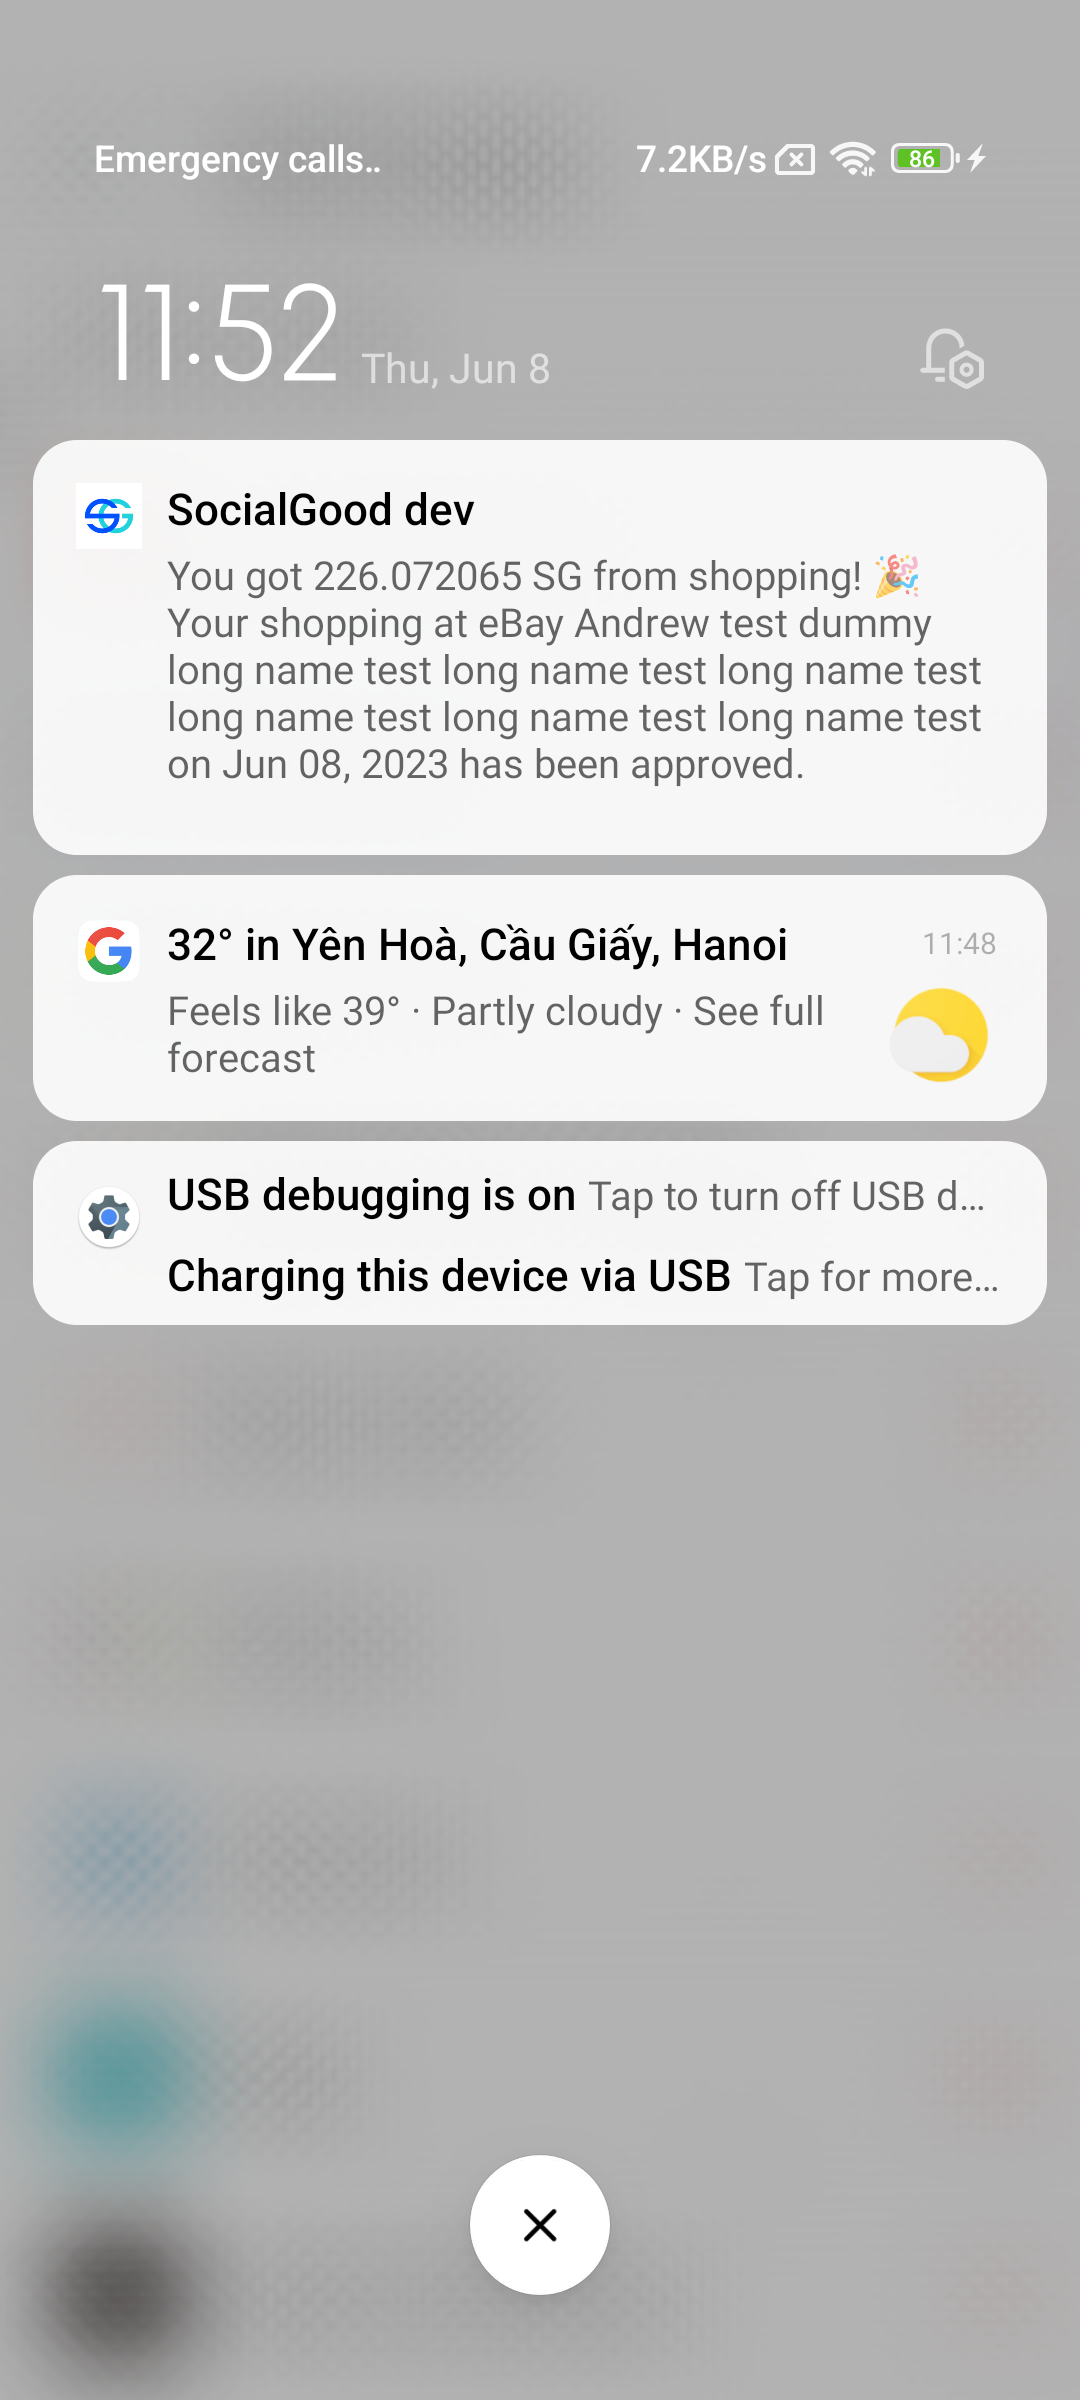 Emergency calls.. 7.2KB/s 86
11:52 Thu, Jun 8
SocialGood dev
You got 226.072065 SG from shopping! 🎉
Your shopping at eBay Andrew test dummy
long name test long name test long name test
long name test long name test long name test
on Jun 08, 2023 has been approved.
32° in Yên Hoà, Cầu Giấy, Hanoi 11:48
Feels like 39° · Partly cloudy · See full
forecast
USB debugging is on Tap to turn off USB d...
Charging this device via USB Tap for more...